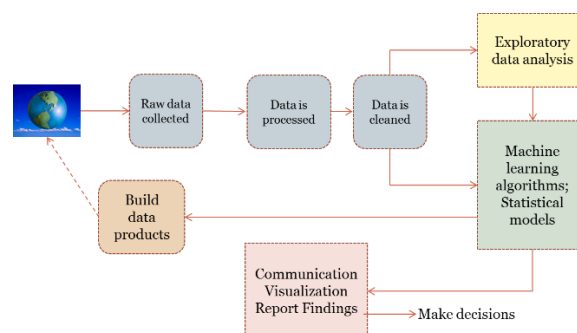 Raw data
collected
Data is
processed
Data is
cleaned
Exploratory
data analysis
Machine
learning
algorithms;
Statistical
models
Build
data
products
Communication
Visualization
Report Findings
Make decisions